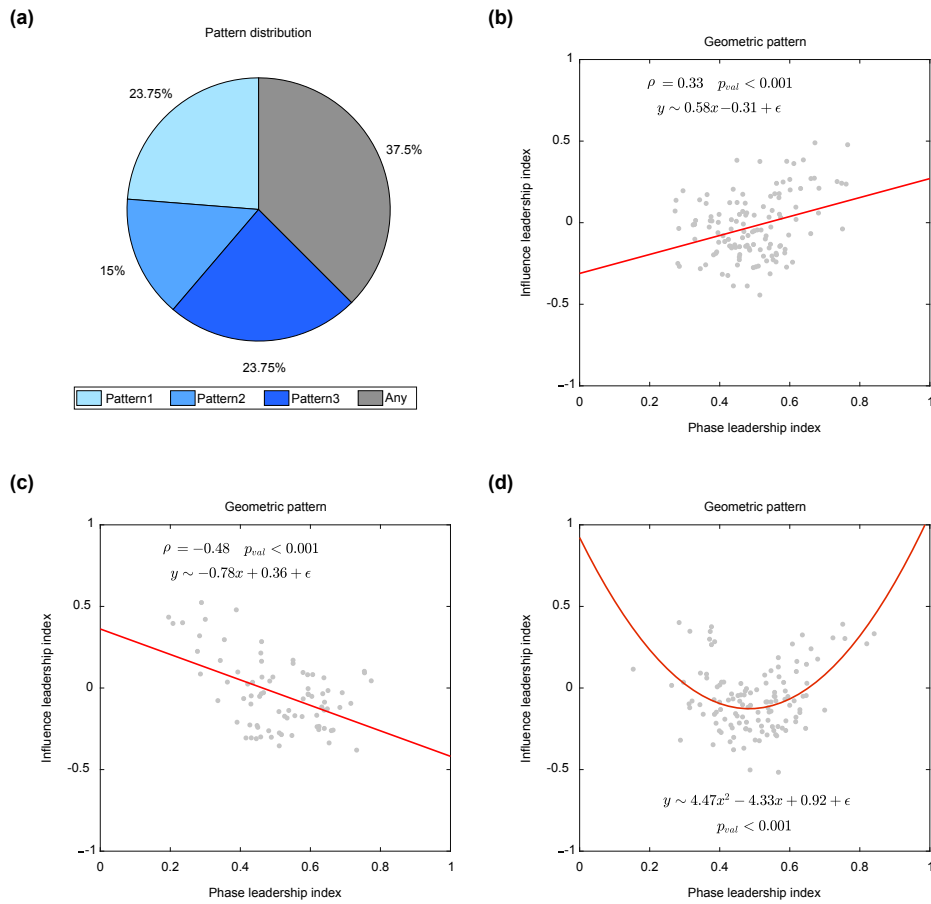 (a)
Pattern distribution
23.75%
37.5%
15%
23.75%
Pattern1 Pattern2 Pattern3 Any
(b)
Geometric pattern
ρ = 0.33 p_val < 0.001
y ∼ 0.58x−0.31 + ϵ
Influence leadership index
1
0.5
0
−0.5
−1
0 0.2 0.4 0.6 0.8 1
Phase leadership index
(c)
Geometric pattern
ρ = −0.48 p_val < 0.001
y ∼ −0.78x + 0.36 + ϵ
Influence leadership index
1
0.5
0
−0.5
−1
0 0.2 0.4 0.6 0.8 1
Phase leadership index
(d)
Geometric pattern
Influence leadership index
1
0.5
0
−0.5
−1
y ∼ 4.47x² − 4.33x + 0.92 + ϵ
p_val < 0.001
0 0.2 0.4 0.6 0.8 1
Phase leadership index